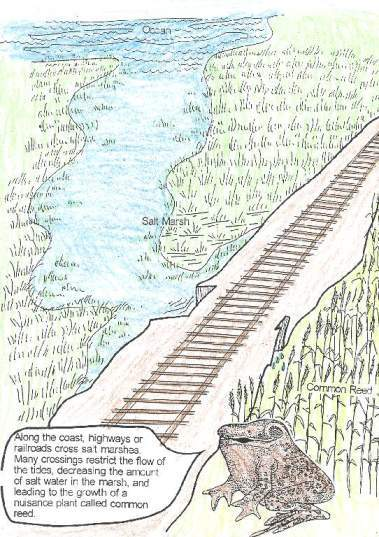 Ocean
Salt Marsh
Common Reed
Along the coast, highways or
railroads cross salt marshes.
Many crossings restrict the flow of
the tides, decreasing the amount
of salt water in the marsh, and
leading to the growth of a
nuisance plant called common
reed.